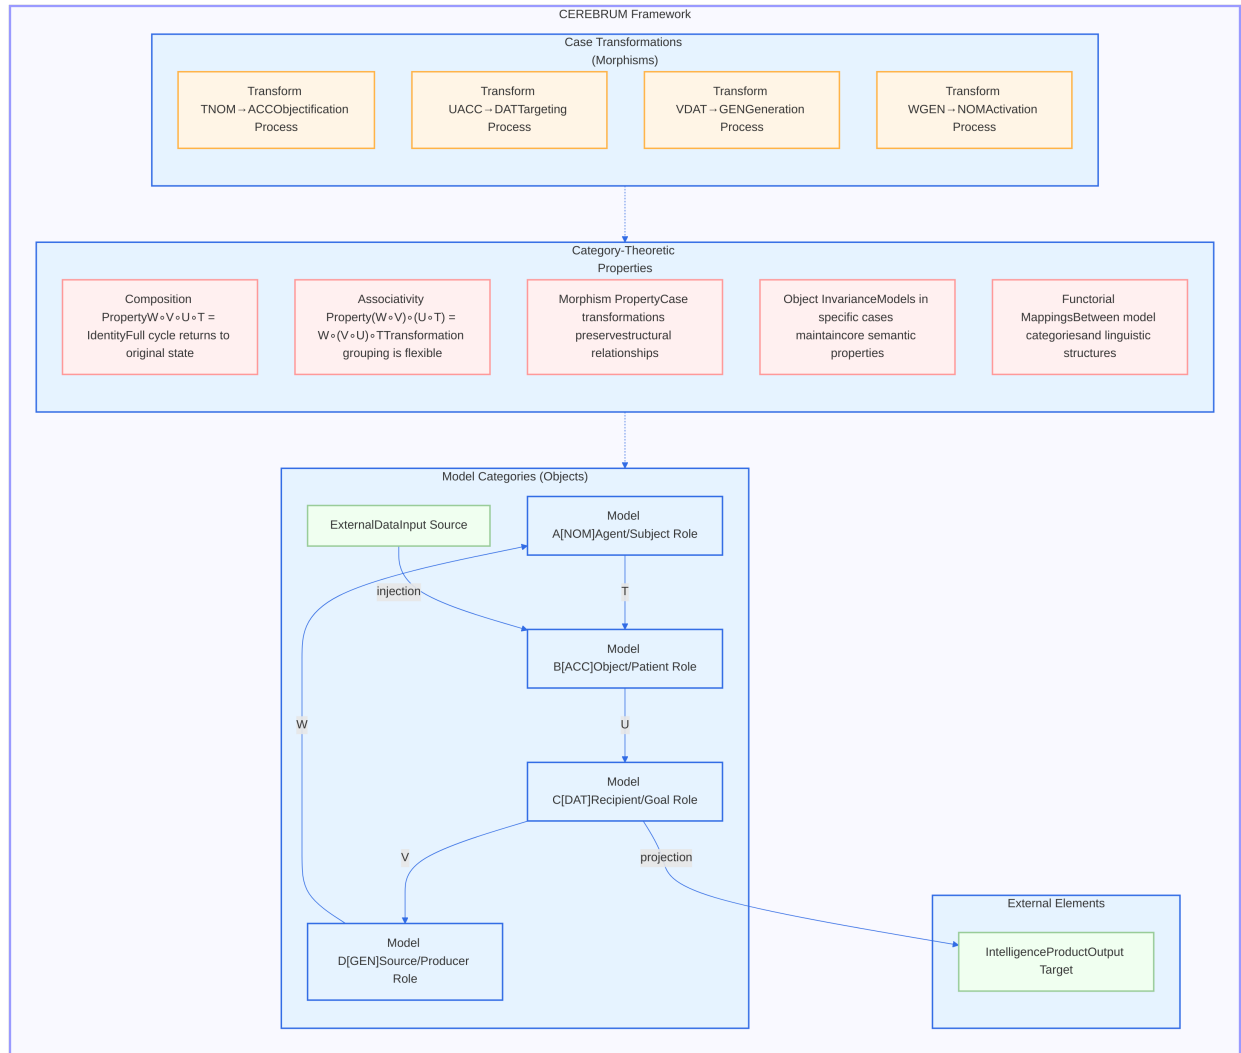 CEREBRUM Framework
Case Transformations
(Morphisms)
Transform
TNOM→ACCObjectification
Process
Transform
UACC→DATTargeting
Process
Transform
VDAT→GENGeneration
Process
Transform
WGEN→NOMActivation
Process
Category-Theoretic
Properties
Composition
PropertyW∘V∘U∘T =
IdentityFull cycle returns to
original state
Associativity
Property(W∘V)∘(U∘T) =
W∘(V∘U)∘TTransformation
grouping is flexible
Morphism PropertyCase
transformations
preservestructural
relationships
Object InvarianceModels in
specific cases
maintaincore semantic
properties
Functorial
MappingsBetween model
categoriesand linguistic
structures
Model Categories (Objects)
ExternalDataInput Source
Model
A[NOM]Agent/Subject Role
injection
T
Model
B[ACC]Object/Patient Role
W
U
Model
C[DAT]Recipient/Goal Role
V
projection
Model
D[GEN]Source/Producer
Role
External Elements
IntelligenceProductOutput
Target